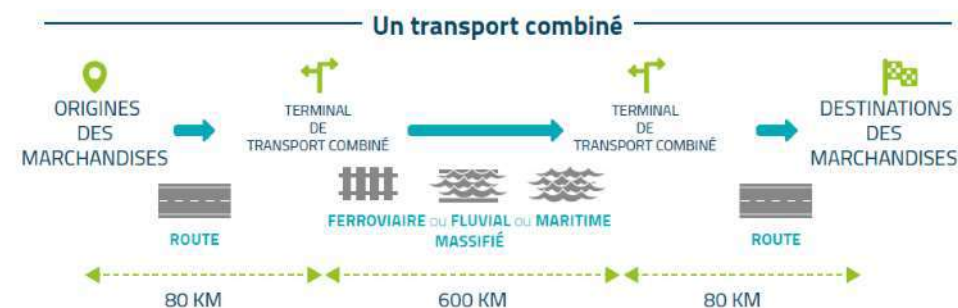 Un transport combiné
ORIGINES
DES
MARCHANDISES
TERMINAL
DE
TRANSPORT COMBINÉ
TERMINAL
DE
TRANSPORT COMBINÉ
DESTINATIONS
DES
MARCHANDISES
ROUTE
FERROVIAIRE ou FLUVIAL ou MARITIME
MASSIFIÉ
ROUTE
80 KM
600 KM
80 KM